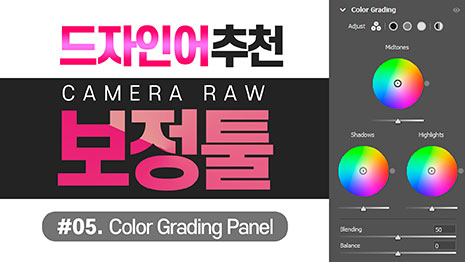 드자인어추천
CAMERA RAW
보정툴
#05. Color Grading Panel
Color Grading
Adjust
Midtones
Shadows
Highlights
Blending 50
Balance 0